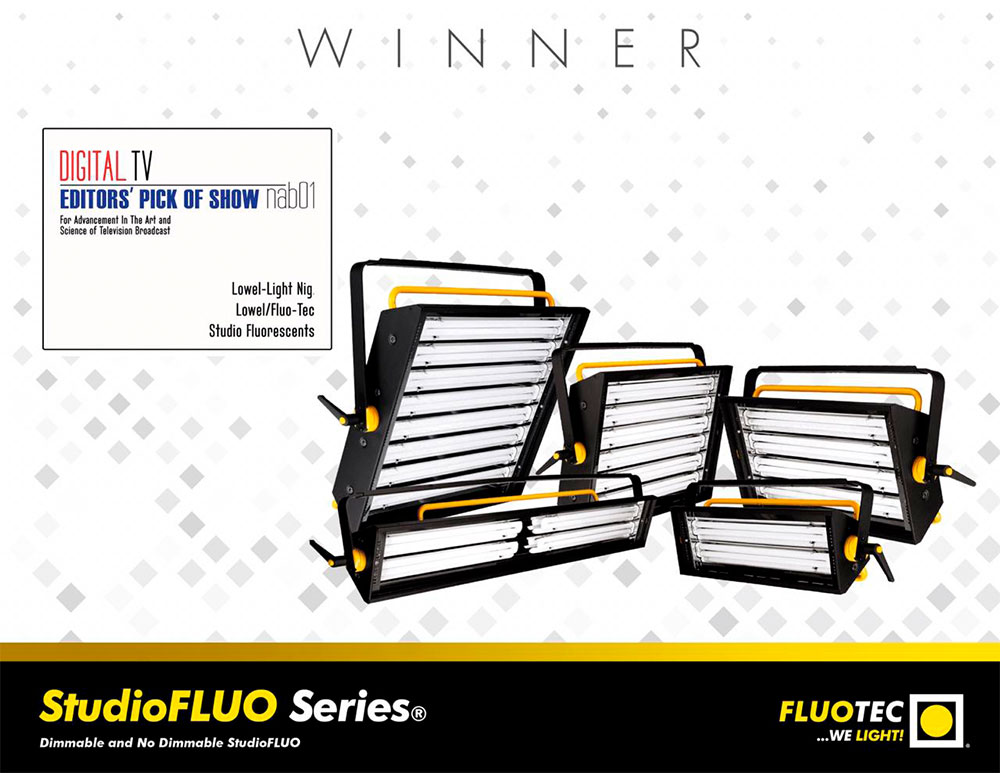 WINNER
DIGITAL TV
EDITORS' PICK OF SHOW nab01
For Advancement In The Art and
Science of Television Broadcast
Lowel-Light Nig.
Lowel/Fluo-Tec
Studio Fluorescents
StudioFLUO Series®
Dimmable and No Dimmable StudioFLUO
FLUOTEC
...WE LIGHT!